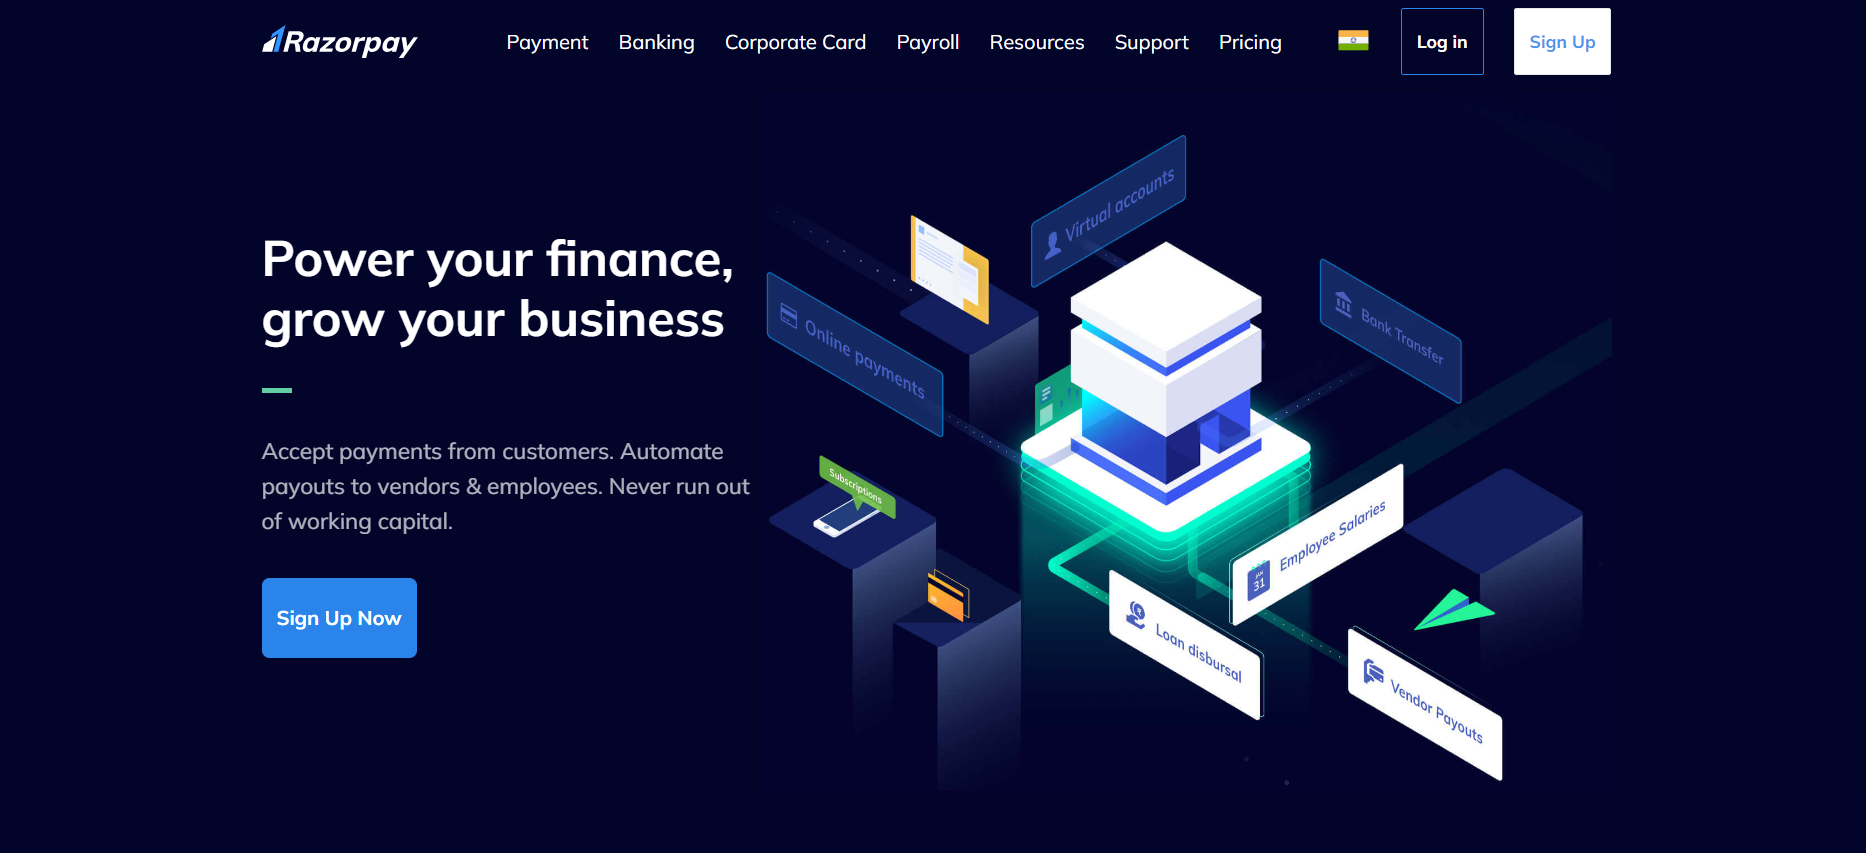 Razorpay
Payment
Banking
Corporate Card
Payroll
Resources
Support
Pricing
Log in
Sign Up
Power your finance,
grow your business
Accept payments from customers. Automate
payouts to vendors & employees. Never run out
of working capital.
Sign Up Now
Virtual accounts
Online payments
Bank Transfer
Subscriptions
JAN
31
Employee Salaries
Loan disbursal
Vendor Payouts